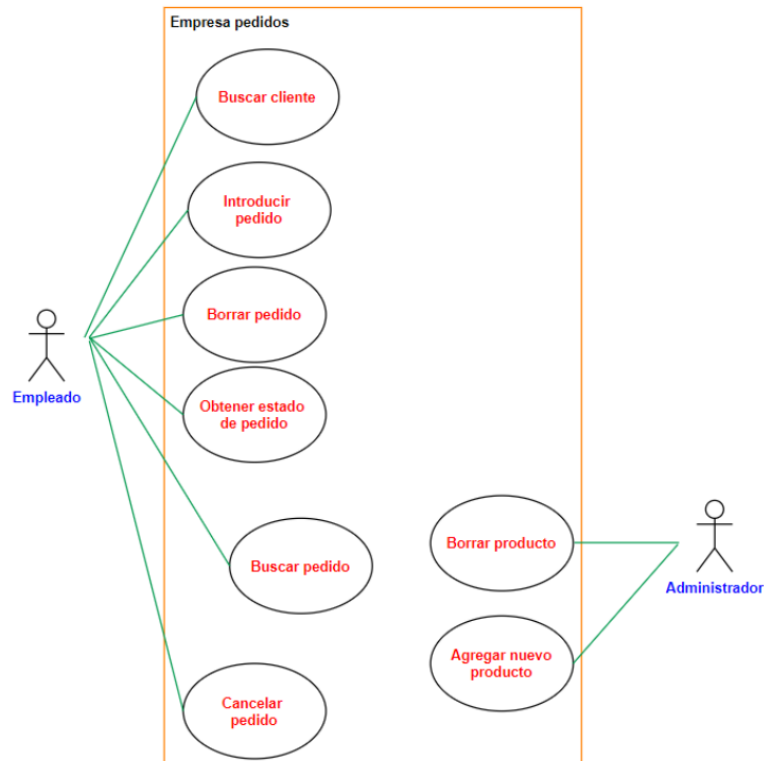 Empresa pedidos
Buscar cliente
Introducir
pedido
Borrar pedido
Empleado
Obtener estado
de pedido
Buscar pedido
Borrar producto
Administrador
Agregar nuevo
producto
Cancelar
pedido